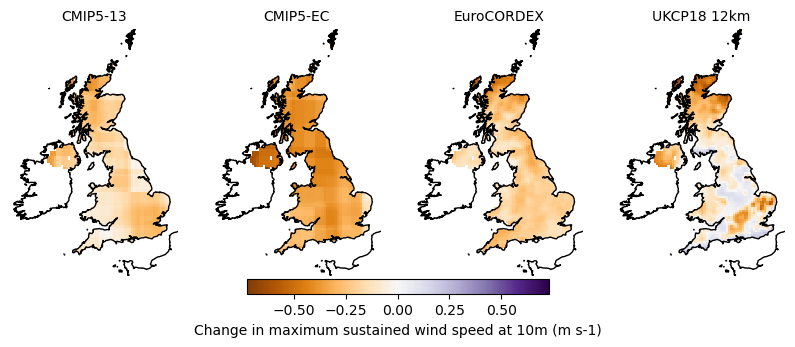 CMIP5-13
CMIP5-EC
EuroCORDEX
UKCP18 12km
−0.50 −0.25 0.00 0.25 0.50
Change in maximum sustained wind speed at 10m (m s-1)